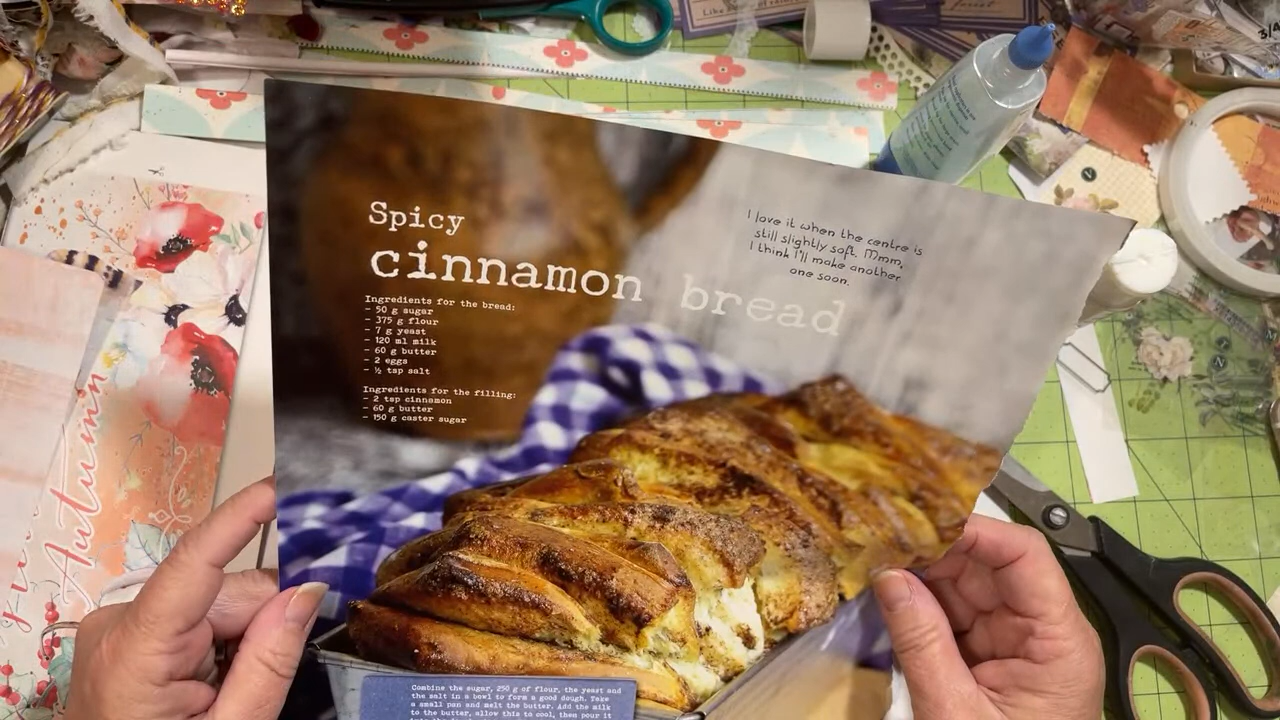 Spicy
cinnamon bread
I love it when the centre is
still slightly soft. Mmm,
I think I'll make another
one soon.
Ingredients for the bread:
- 50 g sugar
- 375 g flour
- 7 g yeast
- 120 ml milk
- 60 g butter
- 2 eggs
- ½ tsp salt
Ingredients for the filling:
- 2 tsp cinnamon
- 60 g butter
- 150 g caster sugar
Combine the sugar, 250 g of flour, the yeast and
the salt in a bowl to form a good dough. Take
a small pan and melt the butter. Add the milk
to the butter, allow this to cool, then pour it
Autumn